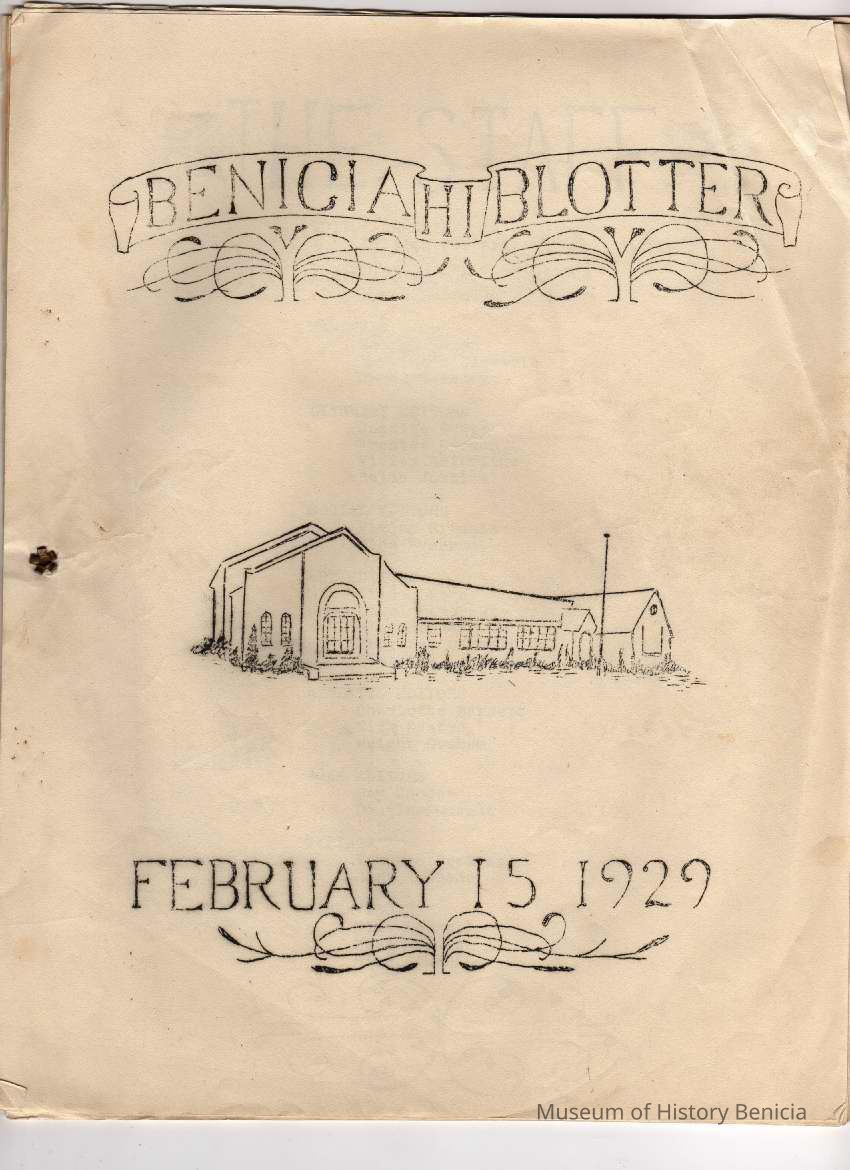 BENICIA HI BLOTTER
FEBRUARY 15 1929
Museum of History Benicia